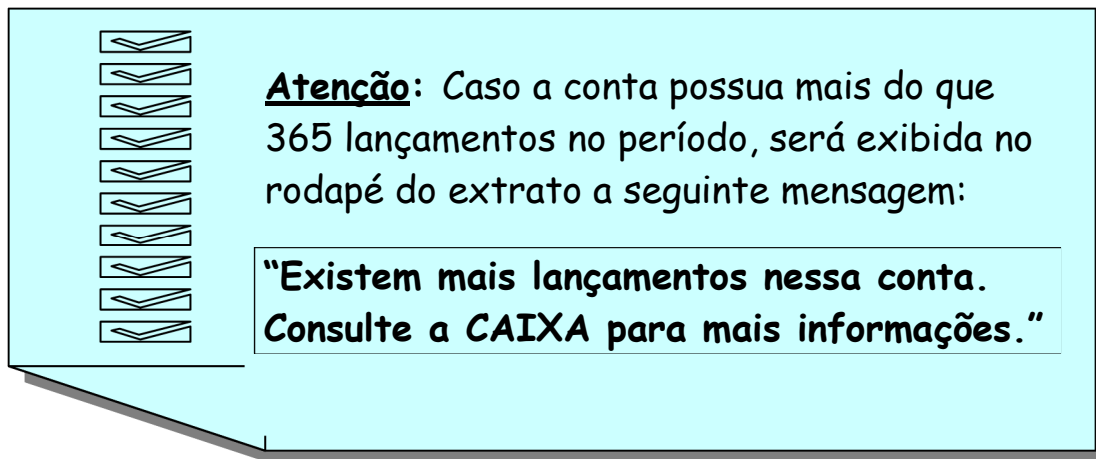 Atenção: Caso a conta possua mais do que
365 lançamentos no período, será exibida no
rodapé do extrato a seguinte mensagem:
“Existem mais lançamentos nessa conta.
Consulte a CAIXA para mais informações.”